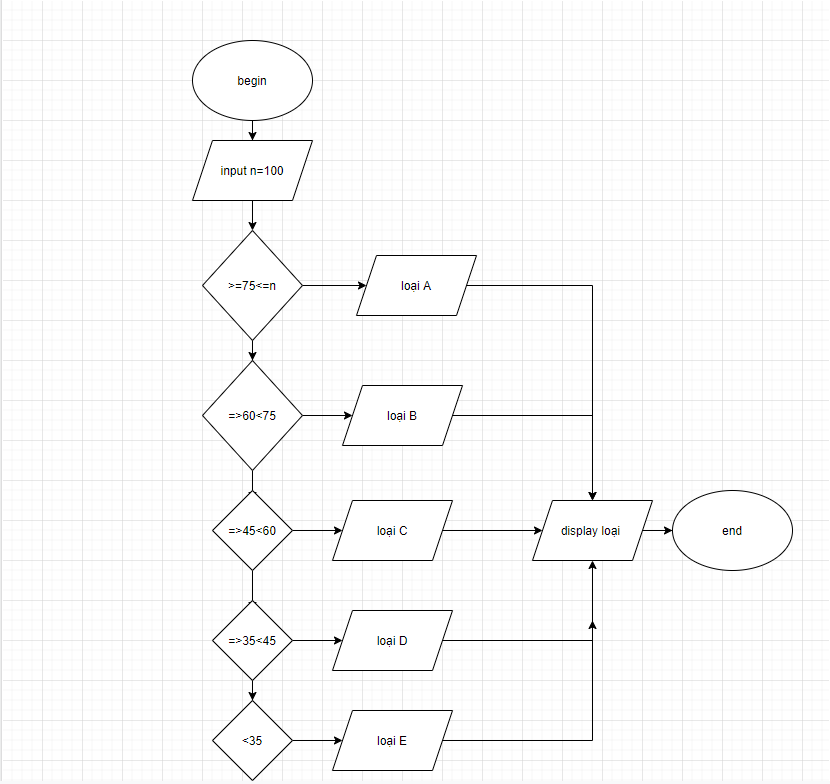 begin
input n=100
>=75<=n
loại A
=>60<75
loại B
=>45<60
loại C
display loại
end
=>35<45
loại D
<35
loại E